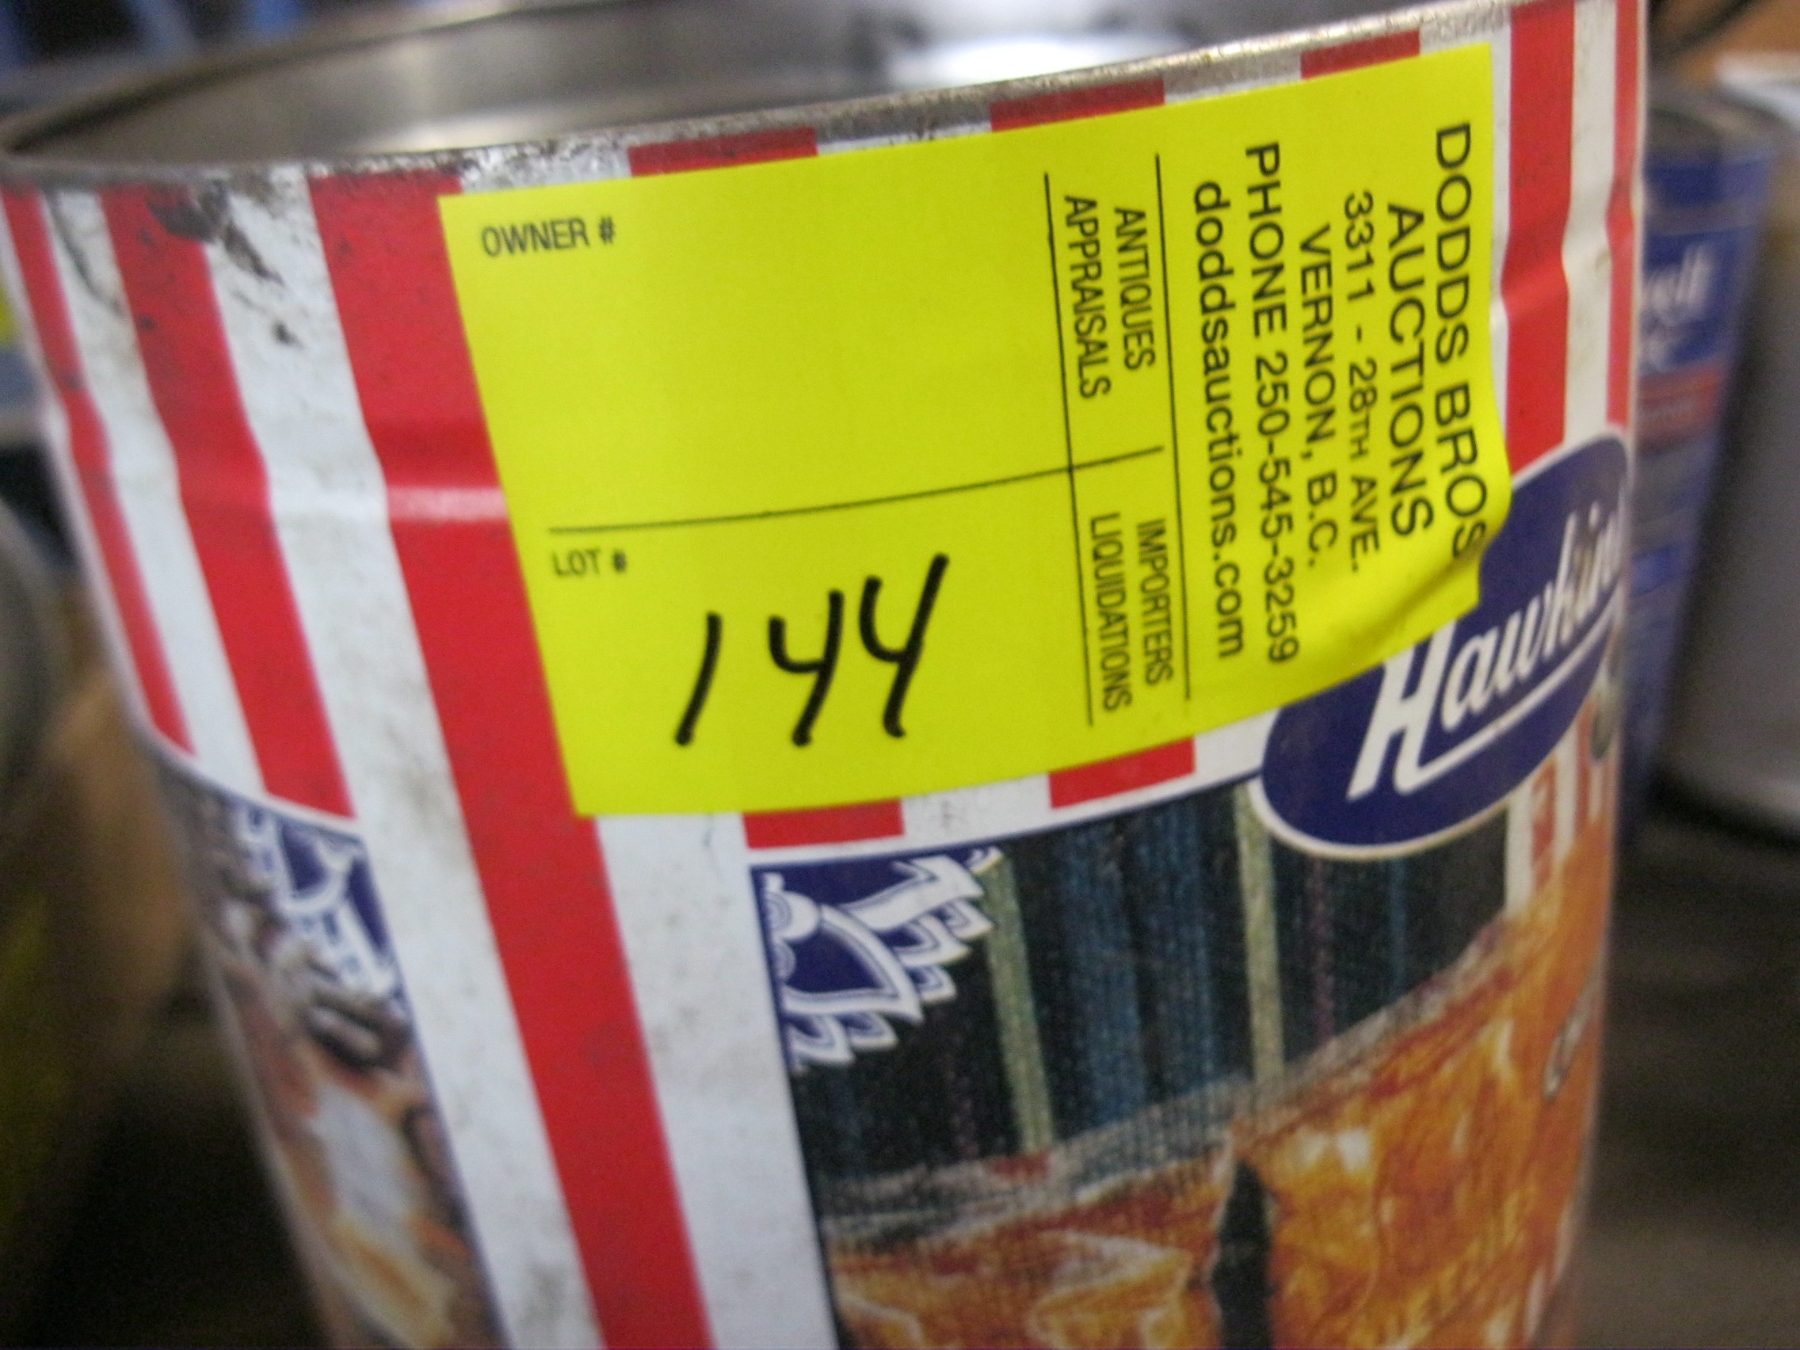 DODDS BROS
AUCTIONS
3311 - 28TH AVE.
VERNON, B.C.
PHONE 250-545-3259
doddsauctions.com
ANTIQUES
APPRAISALS
IMPORTERS
LIQUIDATIONS
OWNER #
LOT #
144